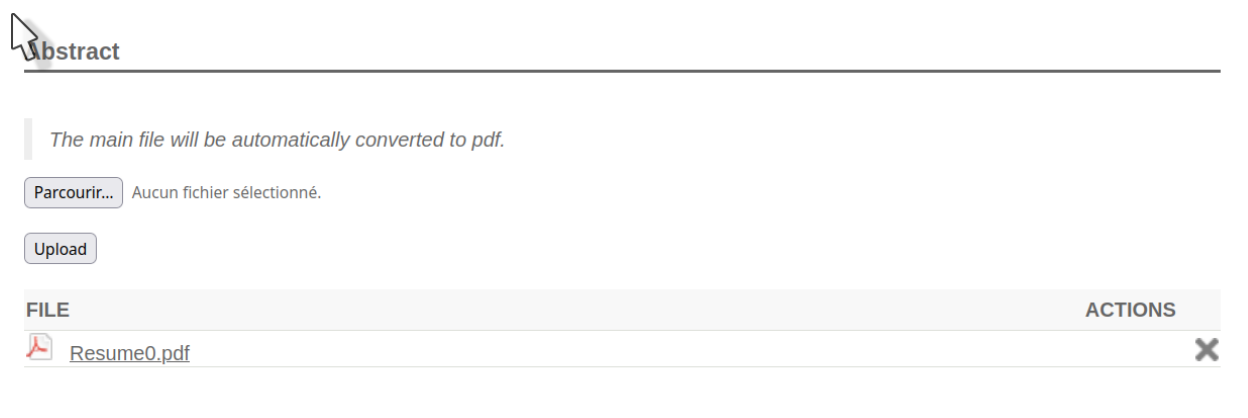 Abstract
The main file will be automatically converted to pdf.
Parcourir... Aucun fichier sélectionné.
Upload
FILE ACTIONS
Resume0.pdf